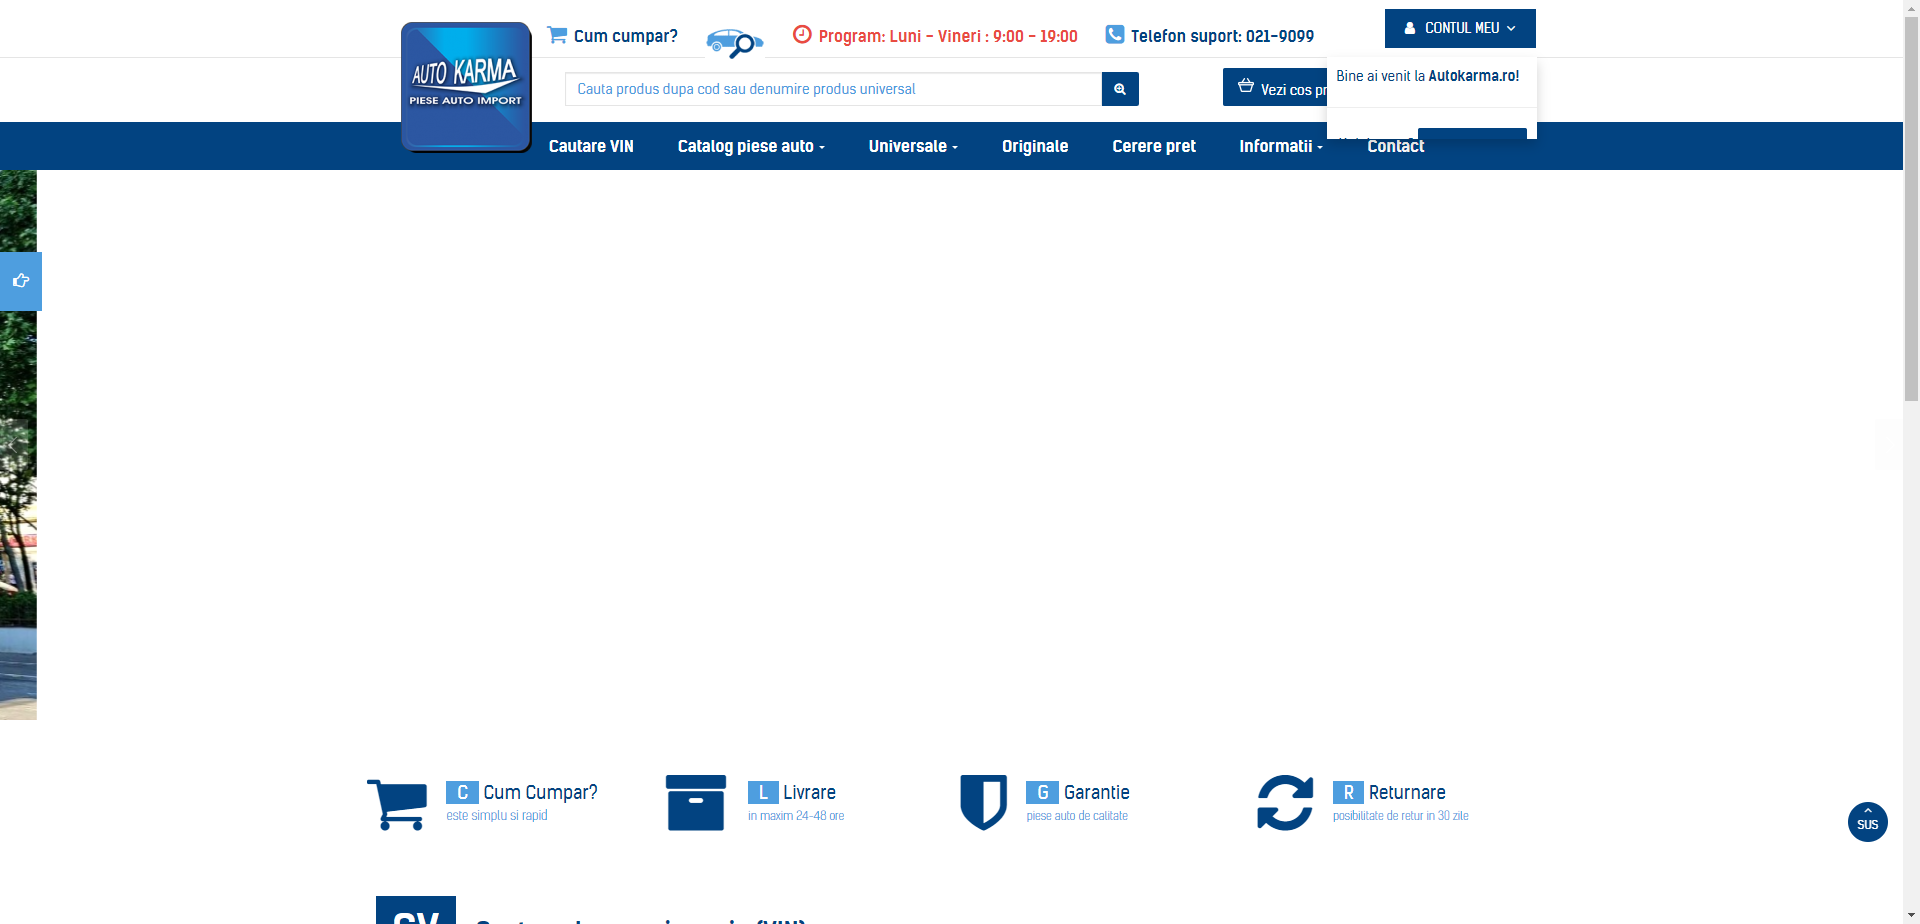 Cum cumpar?
Program: Luni - Vineri : 9:00 - 19:00
Telefon suport: 021-9099
CONTUL MEU
AUTO KARMA
PIESE AUTO IMPORT
Cauta produs dupa cod sau denumire produs universal
Vezi cos
Bine ai venit la Autokarma.ro!
Cautare VIN
Catalog piese auto
Universale
Originale
Cerere pret
Informatii
Contact
C Cum Cumpar?
este simplu si rapid
L Livrare
in maxim 24-48 ore
G Garantie
piese auto de calitate
R Returnare
posibilitate de retur in 30 zile
SUS
CV
(VIN)